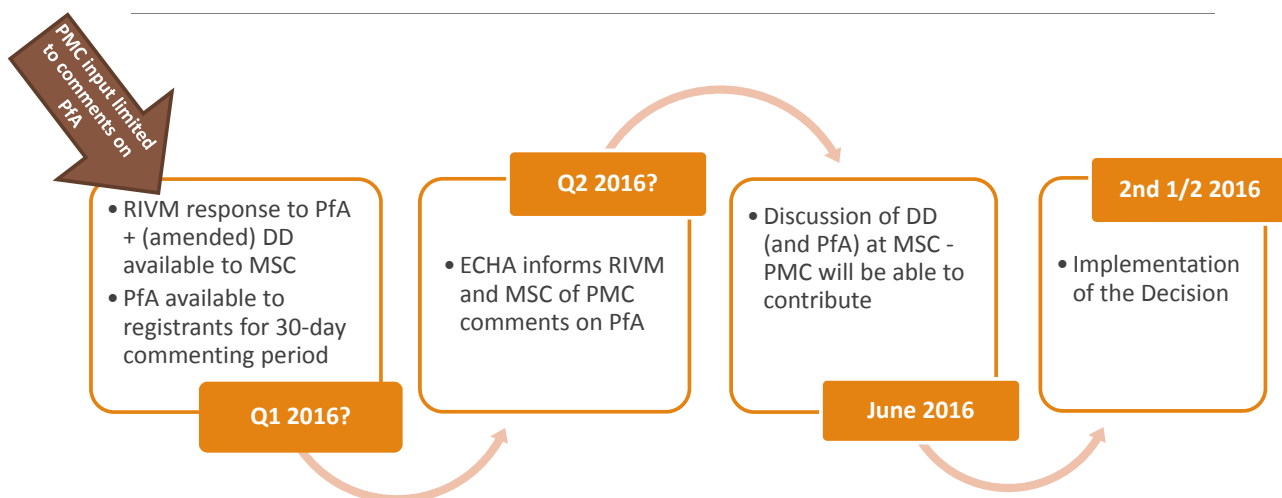 PMC input limited
to comments on
PfA
• RIVM response to PfA
+ (amended) DD
available to MSC
• PfA available to
registrants for 30-day
commenting period
Q1 2016?
Q2 2016?
• ECHA informs RIVM
and MSC of PMC
comments on PfA
• Discussion of DD
(and PfA) at MSC -
PMC will be able to
contribute
June 2016
2nd 1/2 2016
• Implementation
of the Decision